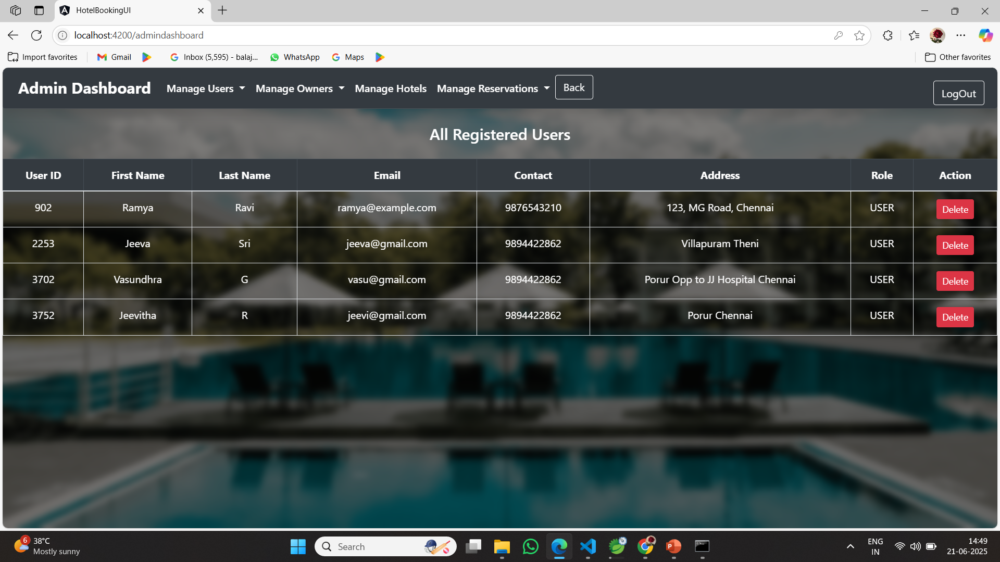 HotelBookingUI
localhost:4200/admindashboard
Import favorites Gmail Inbox (5,595) - balaj... WhatsApp Maps Other favorites
Admin Dashboard Manage Users Manage Owners Manage Hotels Manage Reservations Back LogOut
All Registered Users
User ID First Name Last Name Email Contact Address Role Action
902 Ramya Ravi ramya@example.com 9876543210 123, MG Road, Chennai USER Delete
2253 Jeeva Sri jeeva@gmail.com 9894422862 Villapuram Theni USER Delete
3702 Vasundhra G vasu@gmail.com 9894422862 Porur Opp to JJ Hospital Chennai USER Delete
3752 Jeevitha R jeevi@gmail.com 9894422862 Porur Chennai USER Delete
6 38°C
Mostly sunny
Search
P
ENG
IN
14:49
21-06-2025